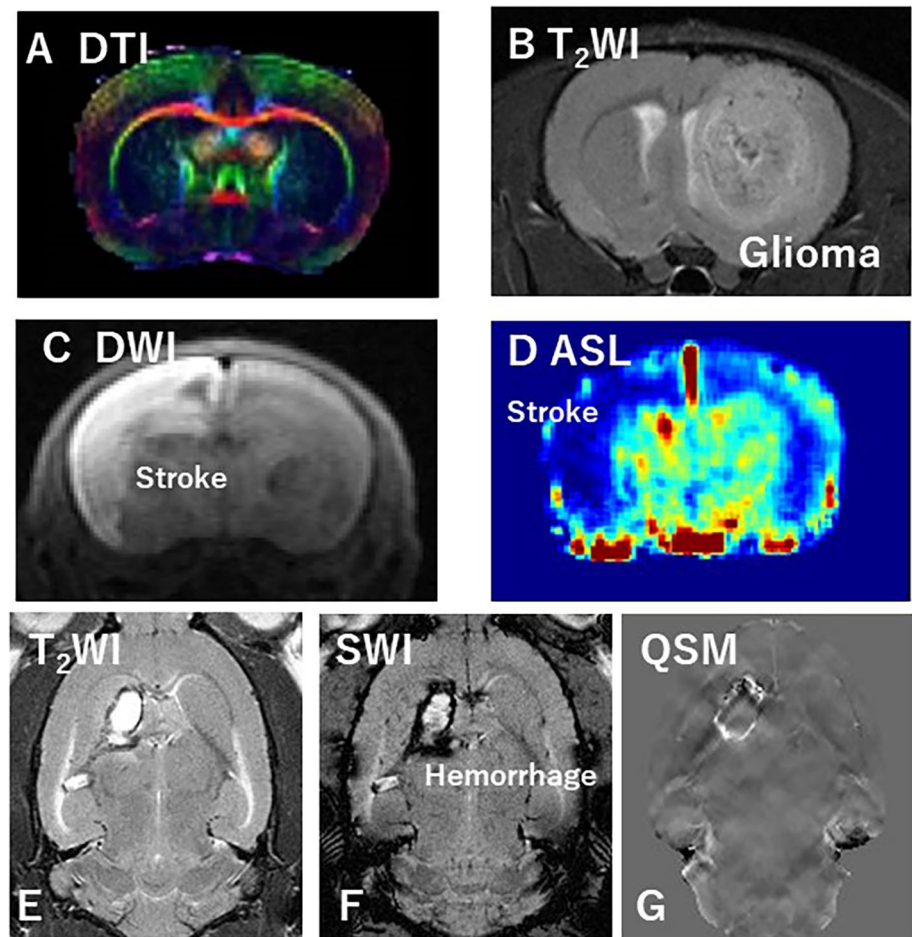 A DTI
B T₂WI
Glioma
C DWI
Stroke
D ASL
Stroke
T₂WI
E
SWI
Hemorrhage
F
QSM
G